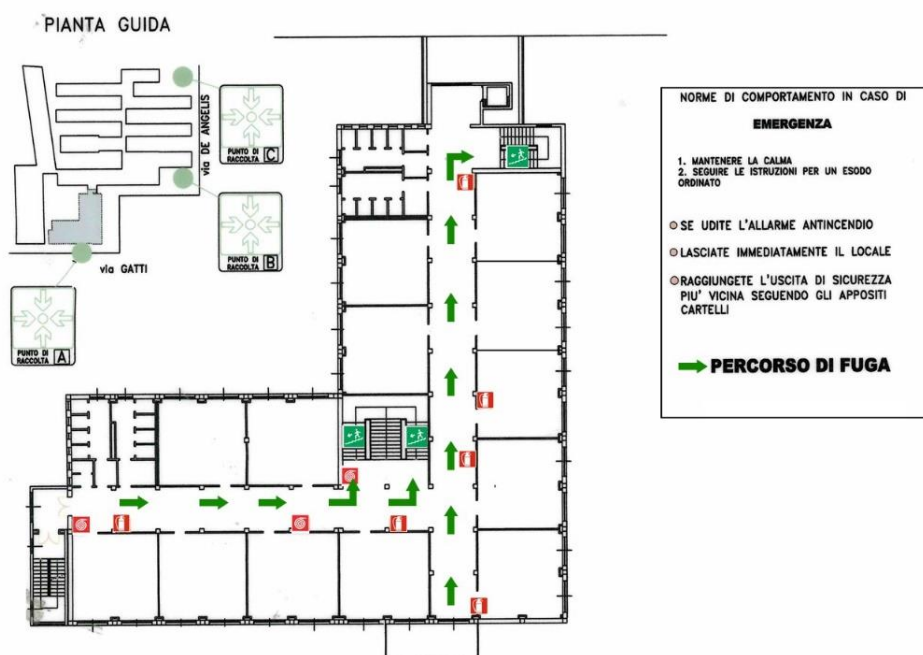 PIANTA GUIDA
via DE ANGELIS
PUNTO DI
RACCOLTA C
PUNTO DI
RACCOLTA B
via GATTI
PUNTO DI
RACCOLTA A
NORME DI COMPORTAMENTO IN CASO DI
EMERGENZA
1. MANTENERE LA CALMA
2. SEGUIRE LE ISTRUZIONI PER UN ESODO
ORDINATO
SE UDITE L'ALLARME ANTINCENDIO
LASCIATE IMMEDIATAMENTE IL LOCALE
RAGGIUNGETE L'USCITA DI SICUREZZA
PIU' VICINA SEGUENDO GLI APPOSITI
CARTELLI
PERCORSO DI FUGA